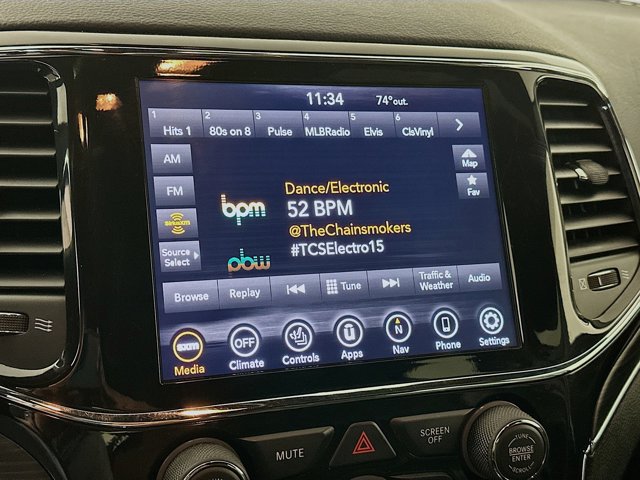 11:34 74°out.
1 Hits 1 2 80s on 8 3 Pulse 4 MLBRadio 5 Elvis 6 ClsVinyl
AM
Map
FM
Fav
SiriusXM
Source Select
bpm
Dance/Electronic
52 BPM
@TheChainsmokers
#TCSElectro15
Browse Replay Tune Traffic & Weather Audio
OFF
N
Media Climate Controls Apps Nav Phone Settings
MUTE
SCREEN OFF
TUNE
BROWSE
ENTER
SCROLL